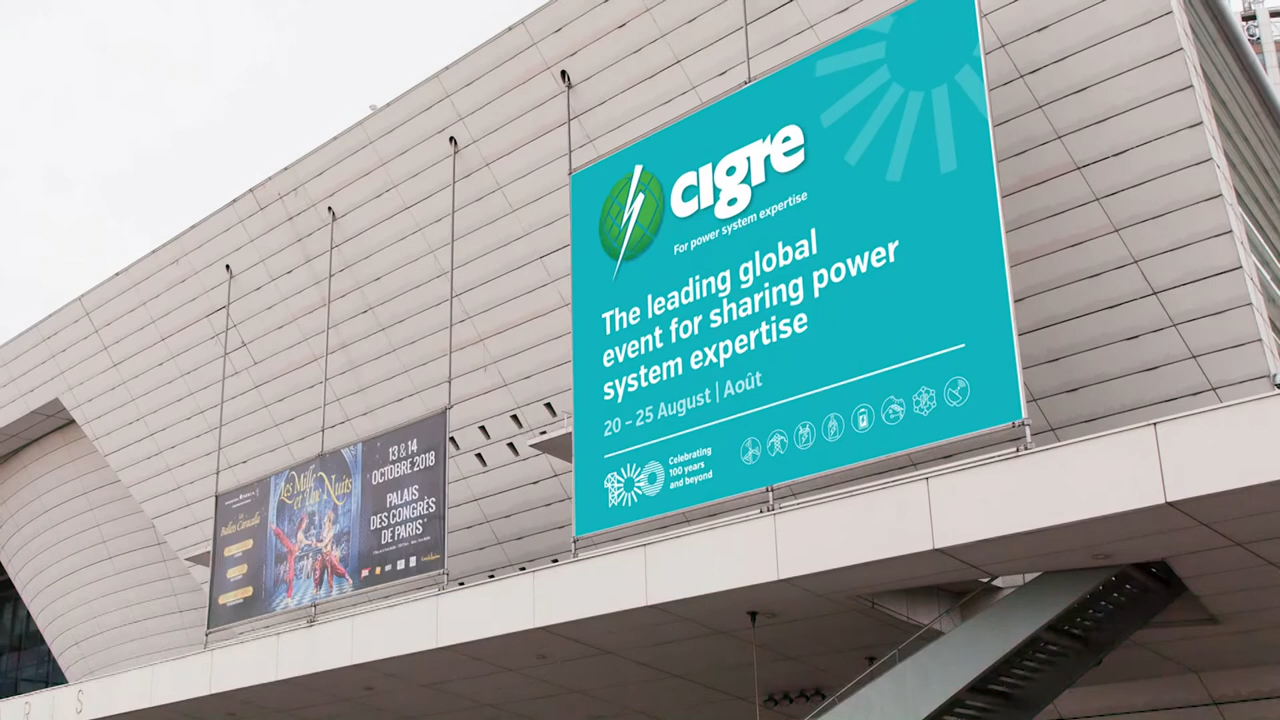 cigre
For power system expertise
The leading global
event for sharing power
system expertise
20 – 25 August | Août
Celebrating
100 years
and beyond
Les Mille
et Une Nuits
Ballets Caracalla
13 & 14
OCTOBRE 2018
PALAIS
DES CONGRÈS
DE PARIS
R S